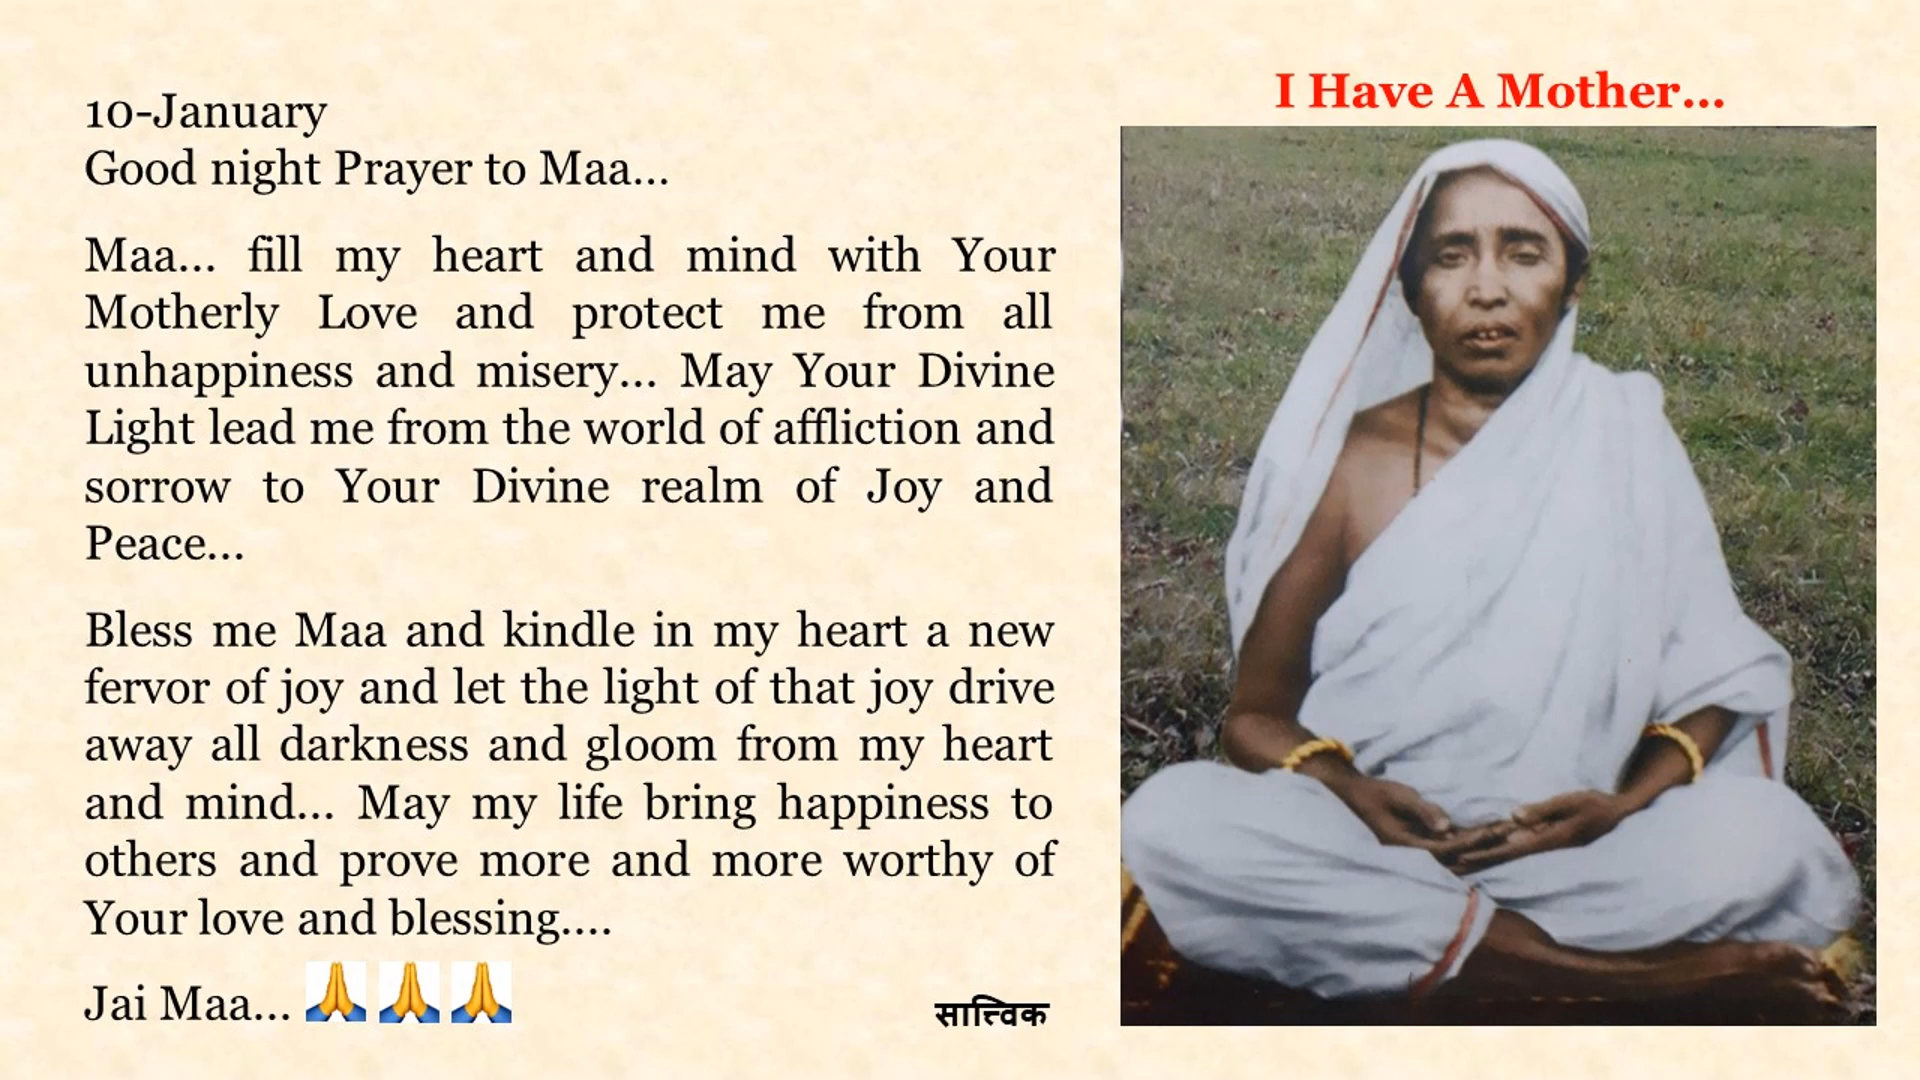 10-January
Good night Prayer to Maa...
Maa... fill my heart and mind with Your
Motherly Love and protect me from all
unhappiness and misery... May Your Divine
Light lead me from the world of affliction and
sorrow to Your Divine realm of Joy and
Peace...
Bless me Maa and kindle in my heart a new
fervor of joy and let the light of that joy drive
away all darkness and gloom from my heart
and mind... May my life bring happiness to
others and prove more and more worthy of
Your love and blessing....
Jai Maa... 🙏 🙏 🙏
सात्त्विक
I Have A Mother...